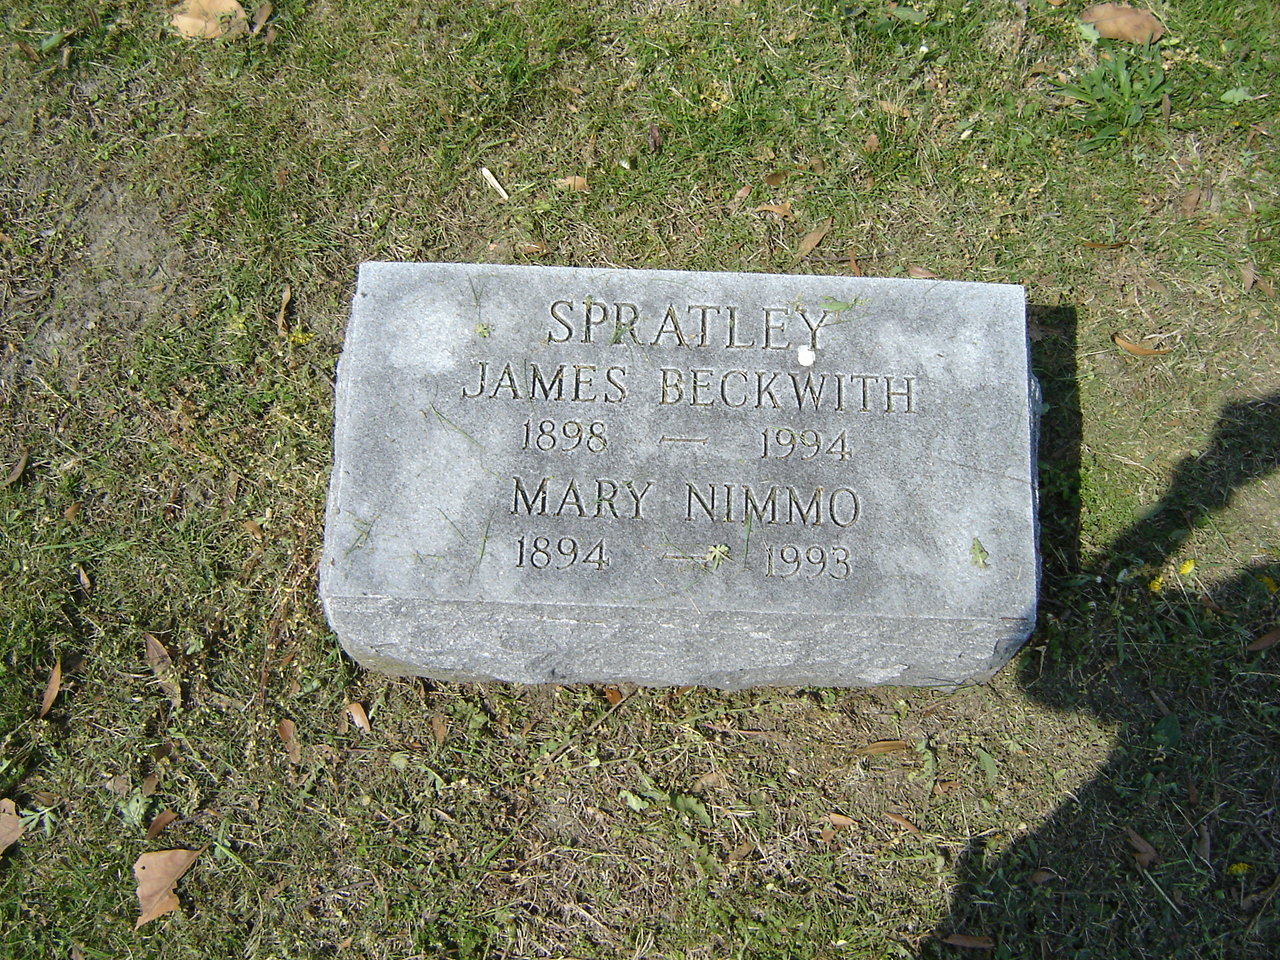 SPRATLEY
JAMES BECKWITH
1898 — 1994
MARY NIMMO
1894 — 1993